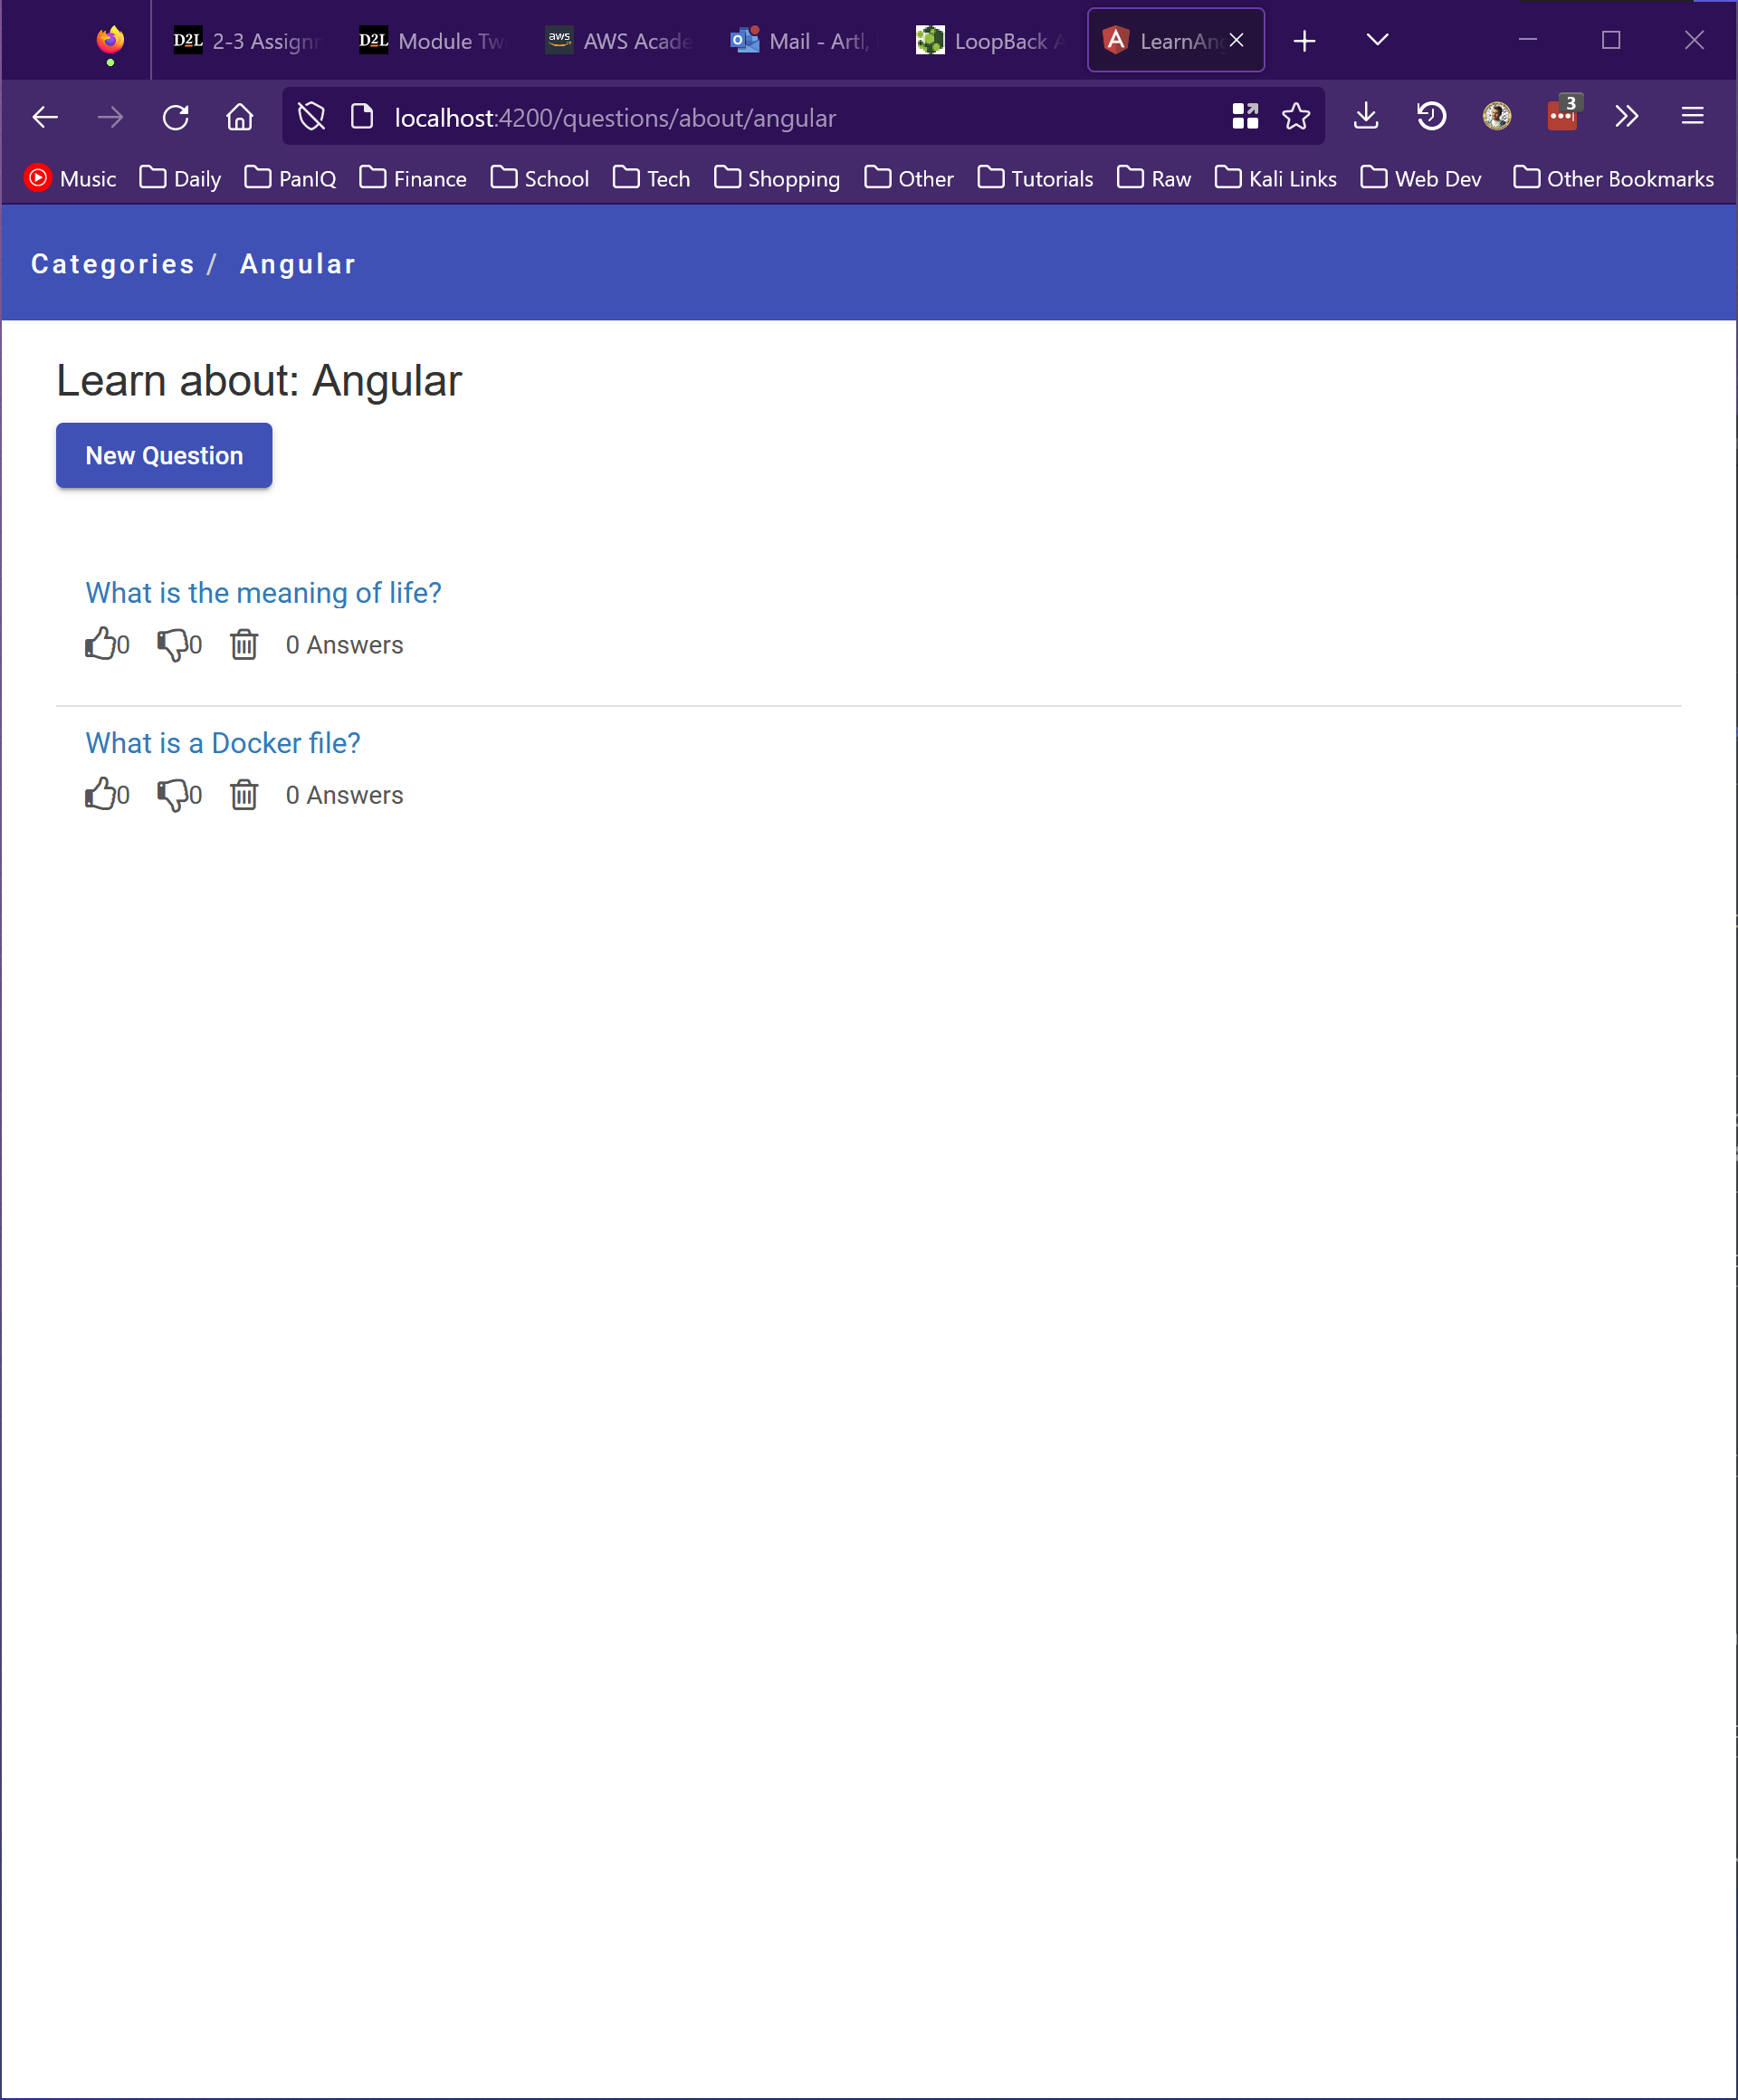 D2L 2-3 Assignm D2L Module Tw aws AWS Acade Mail - Artl, LoopBack A LearnAng
localhost:4200/questions/about/angular 3
Music Daily PanIQ Finance School Tech Shopping Other Tutorials Raw Kali Links Web Dev Other Bookmarks
Categories / Angular
Learn about: Angular
New Question
What is the meaning of life?
0 0 0 Answers
What is a Docker file?
0 0 0 Answers